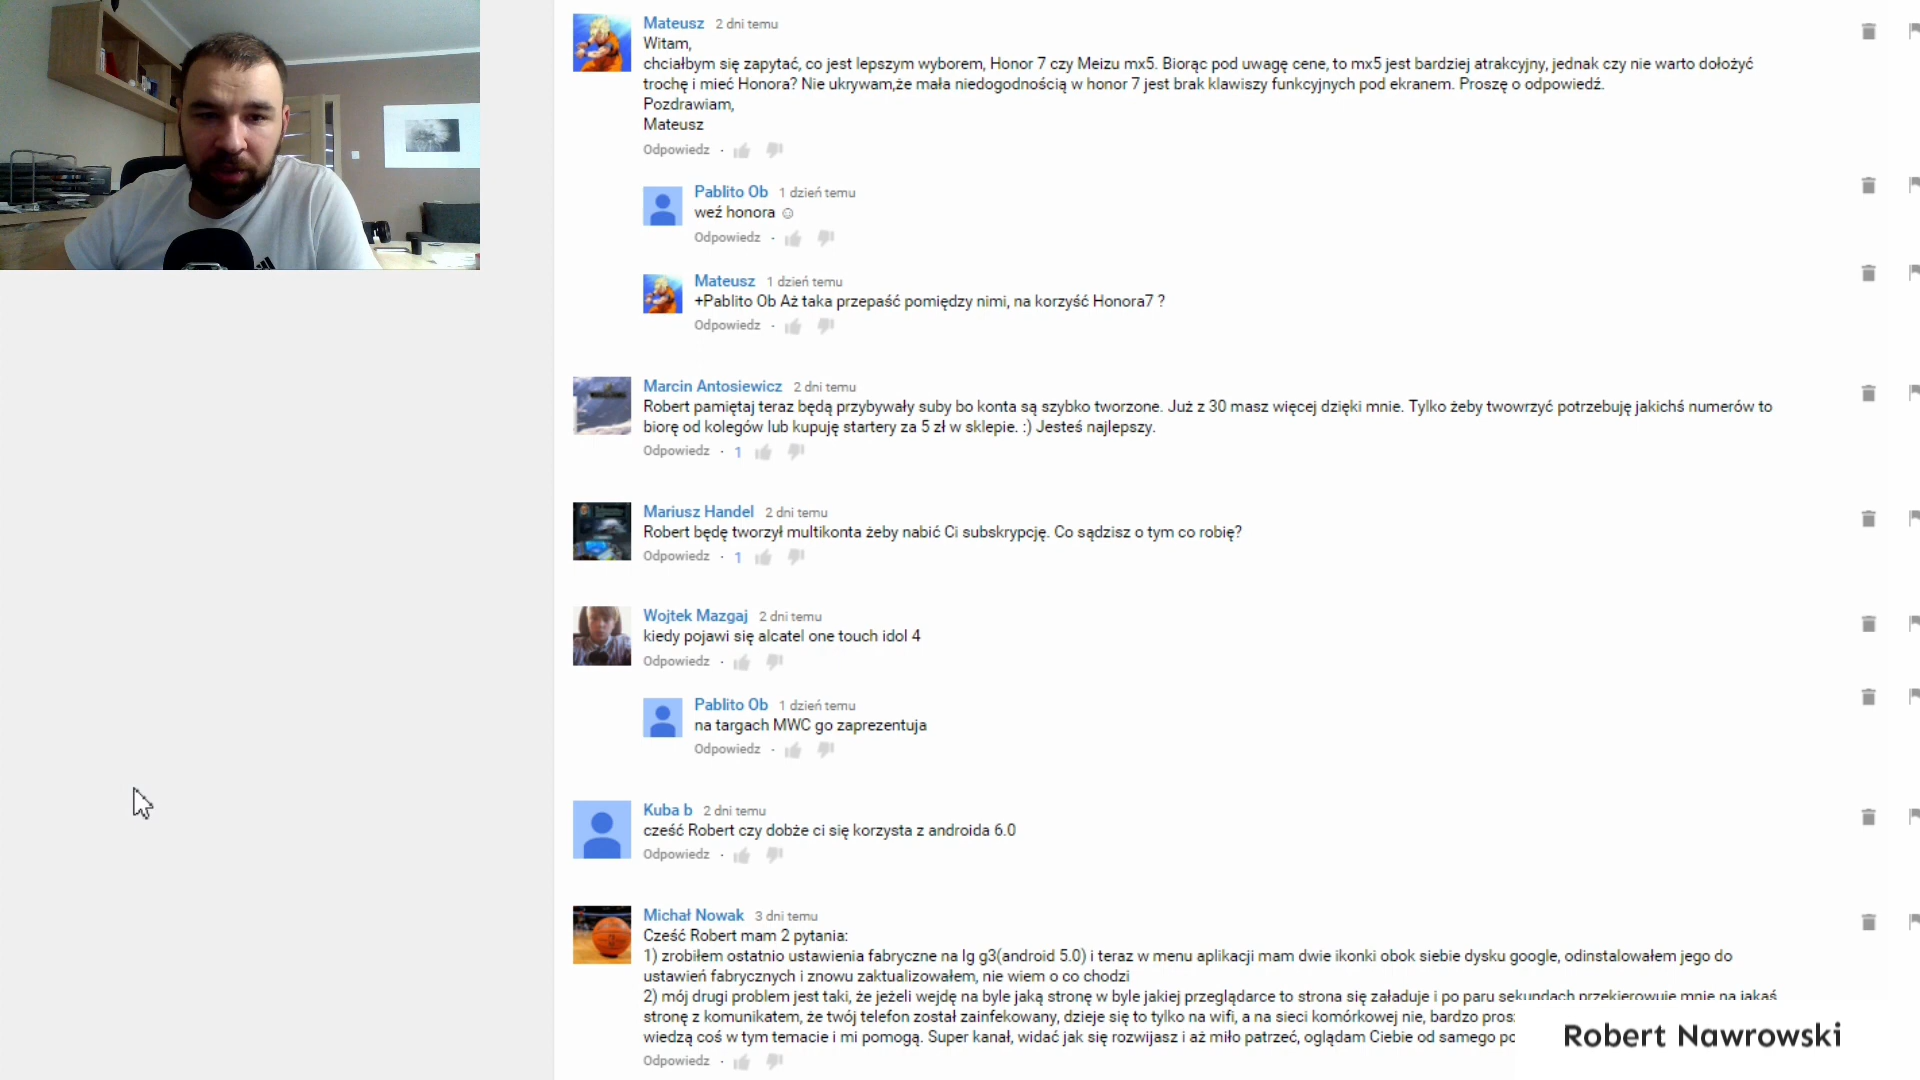 Mateusz 2 dni temu
Witam,
chciałbym się zapytać, co jest lepszym wyborem, Honor 7 czy Meizu mx5. Biorąc pod uwagę cene, to mx5 jest bardziej atrakcyjny, jednak czy nie warto dołożyć
trochę i mieć Honora? Nie ukrywam,że mała niedogodnością w honor 7 jest brak klawiszy funkcyjnych pod ekranem. Proszę o odpowiedź.
Pozdrawiam,
Mateusz
Odpowiedz ·
Pablito Ob 1 dzień temu
weź honora ☺
Odpowiedz ·
Mateusz 1 dzień temu
+Pablito Ob Aż taka przepaść pomiędzy nimi, na korzyść Honora7 ?
Odpowiedz ·
Marcin Antosiewicz 2 dni temu
Robert pamiętaj teraz będą przybywały suby bo konta są szybko tworzone. Już z 30 masz więcej dzięki mnie. Tylko żeby twowrzyć potrzebuję jakichś numerów to
biorę od kolegów lub kupuję startery za 5 zł w sklepie. :) Jesteś najlepszy.
Odpowiedz · 1
Mariusz Handel 2 dni temu
Robert będę tworzył multikonta żeby nabić Ci subskrypcję. Co sądzisz o tym co robię?
Odpowiedz · 1
Wojtek Mazgaj 2 dni temu
kiedy pojawi się alcatel one touch idol 4
Odpowiedz ·
Pablito Ob 1 dzień temu
na targach MWC go zaprezentuja
Odpowiedz ·
Kuba b 2 dni temu
cześć Robert czy dobże ci się korzysta z androida 6.0
Odpowiedz ·
Michał Nowak 3 dni temu
Cześć Robert mam 2 pytania:
1) zrobiłem ostatnio ustawienia fabryczne na lg g3(android 5.0) i teraz w menu aplikacji mam dwie ikonki obok siebie dysku google, odinstalowałem jego do
ustawień fabrycznych i znowu zaktualizowałem, nie wiem o co chodzi
2) mój drugi problem jest taki, że jeżeli wejdę na byle jaką stronę w byle jakiej przeglądarce to strona się załaduje i po paru sekundach przekierowuje mnie na jakąś
stronę z komunikatem, że twój telefon został zainfekowany, dzieje się to tylko na wifi, a na sieci komórkowej nie, bardzo
wiedzą coś w tym temacie i mi pomogą. Super kanał, widać jak się rozwijasz i aż miło patrzeć, oglądam Ciebie od samego
Odpowiedz ·
Robert Nawrowski